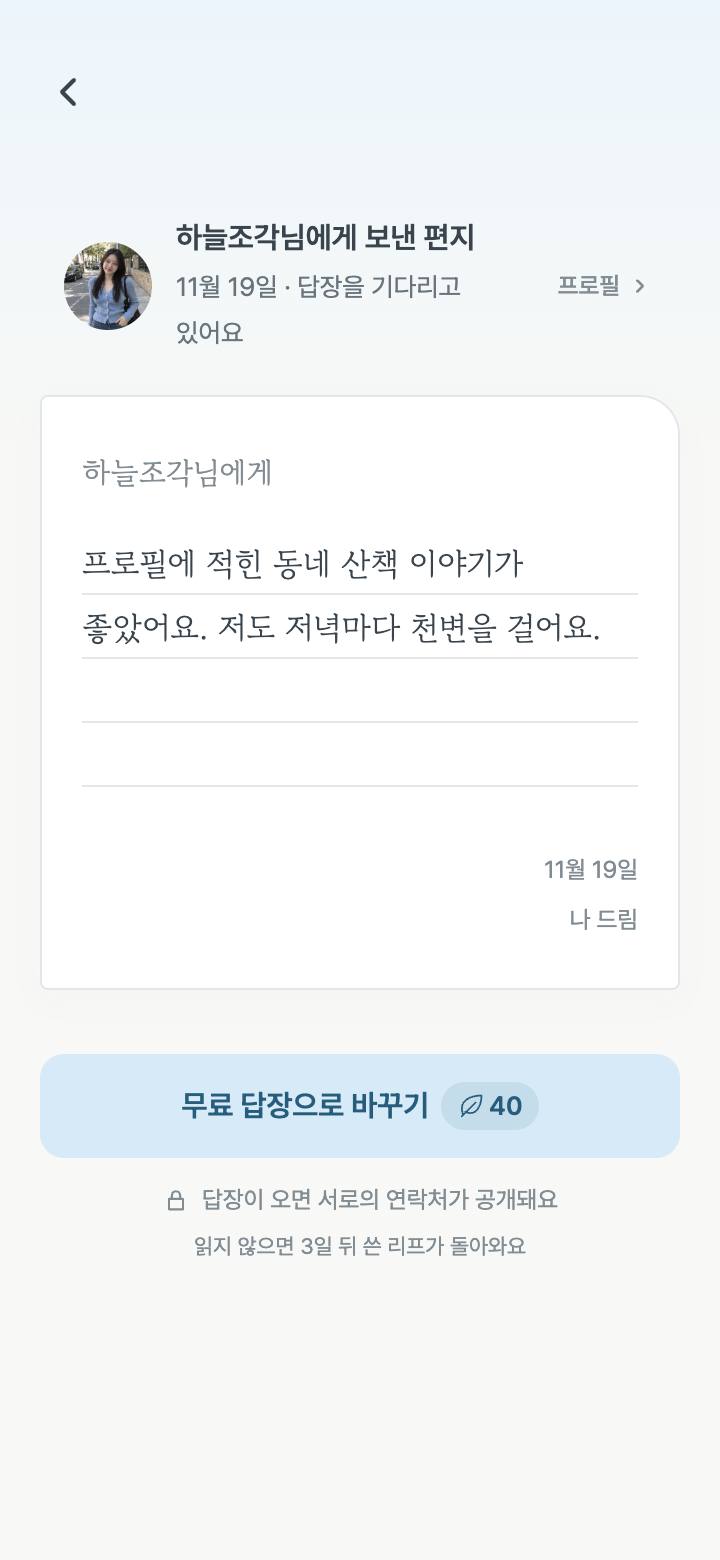 하늘조각님에게 보낸 편지
11월 19일 · 답장을 기다리고
있어요
프로필
하늘조각님에게
프로필에 적힌 동네 산책 이야기가
좋았어요. 저도 저녁마다 천변을 걸어요.
11월 19일
나 드림
무료 답장으로 바꾸기 40
답장이 오면 서로의 연락처가 공개돼요
읽지 않으면 3일 뒤 쓴 리프가 돌아와요